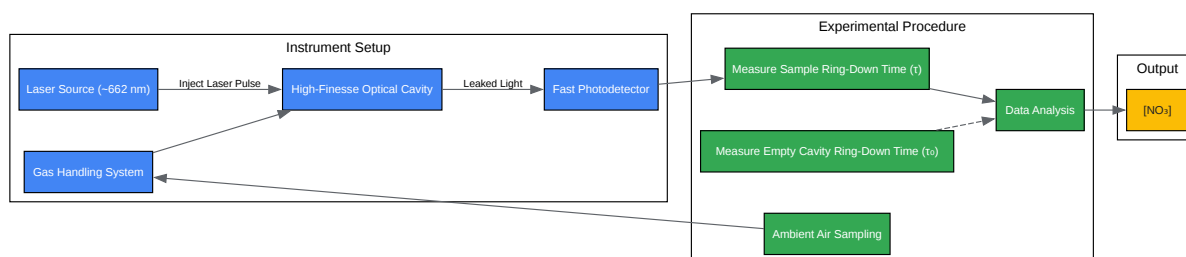 Instrument Setup
Laser Source (~662 nm)
Inject Laser Pulse
High-Finesse Optical Cavity
Leaked Light
Fast Photodetector
Gas Handling System
Experimental Procedure
Measure Sample Ring-Down Time (τ)
Measure Empty Cavity Ring-Down Time (τ₀)
Data Analysis
Ambient Air Sampling
Output
[NO₃]